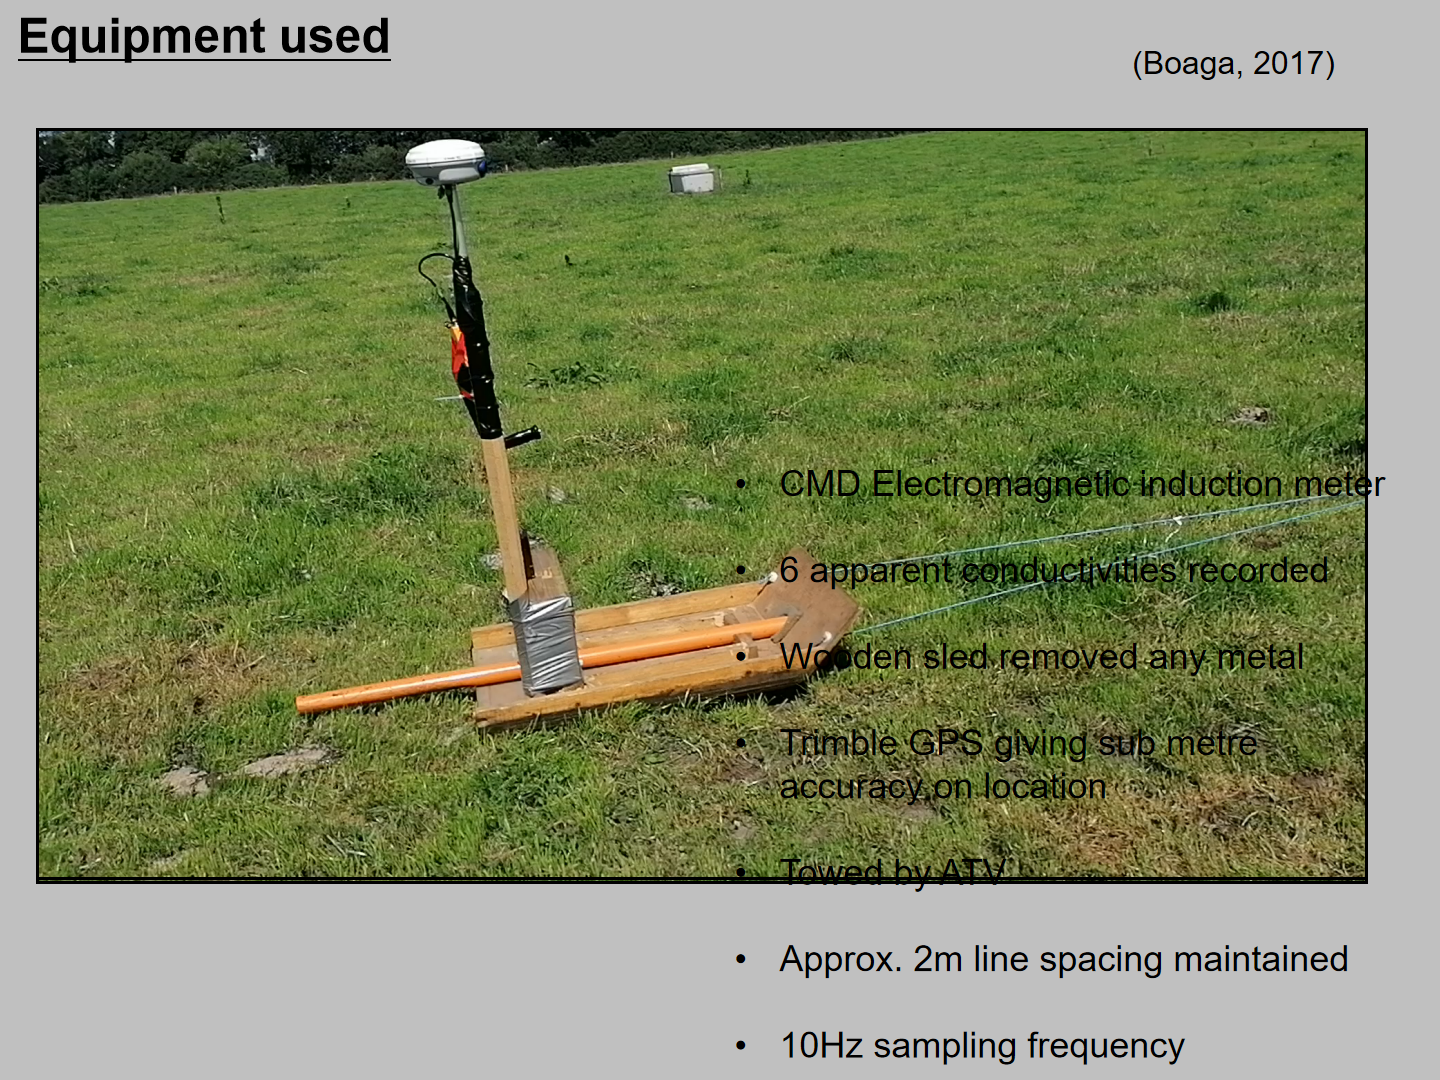 Equipment used
(Boaga, 2017)
• CMD Electromagnetic induction meter
• 6 apparent conductivities recorded
• Wooden sled removed any metal
• Trimble GPS giving sub metre
accuracy on location
• Towed by ATV
• Approx. 2m line spacing maintained
• 10Hz sampling frequency